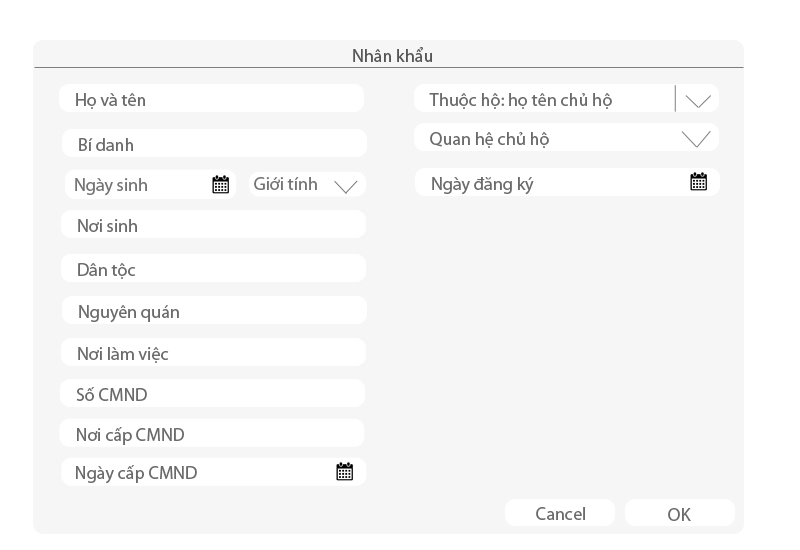 Nhân khẩu
Họ và tên
Bí danh
Ngày sinh
Giới tính
Nơi sinh
Dân tộc
Nguyên quán
Nơi làm việc
Số CMND
Nơi cấp CMND
Ngày cấp CMND
Thuộc hộ: họ tên chủ hộ
Quan hệ chủ hộ
Ngày đăng ký
Cancel
OK